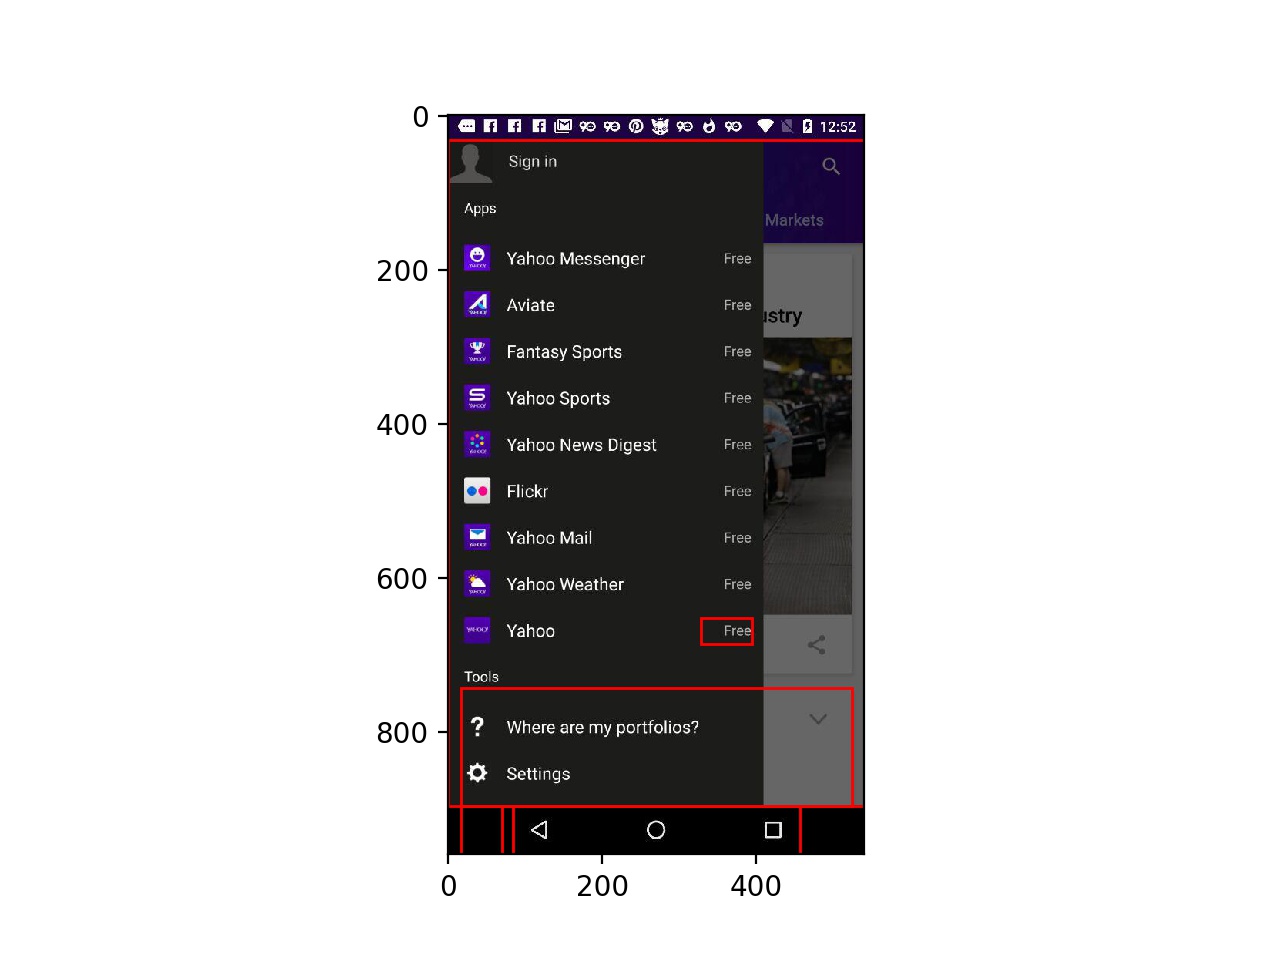 0
12:52
Sign in
Markets
Apps
200
Yahoo Messenger Free
Aviate Free
ustry
Fantasy Sports Free
Yahoo Sports Free
400
Yahoo News Digest Free
Flickr Free
Yahoo Mail Free
600
Yahoo Weather Free
YAHOO! Yahoo Free
Tools
? Where are my portfolios?
800
Settings
0 200 400